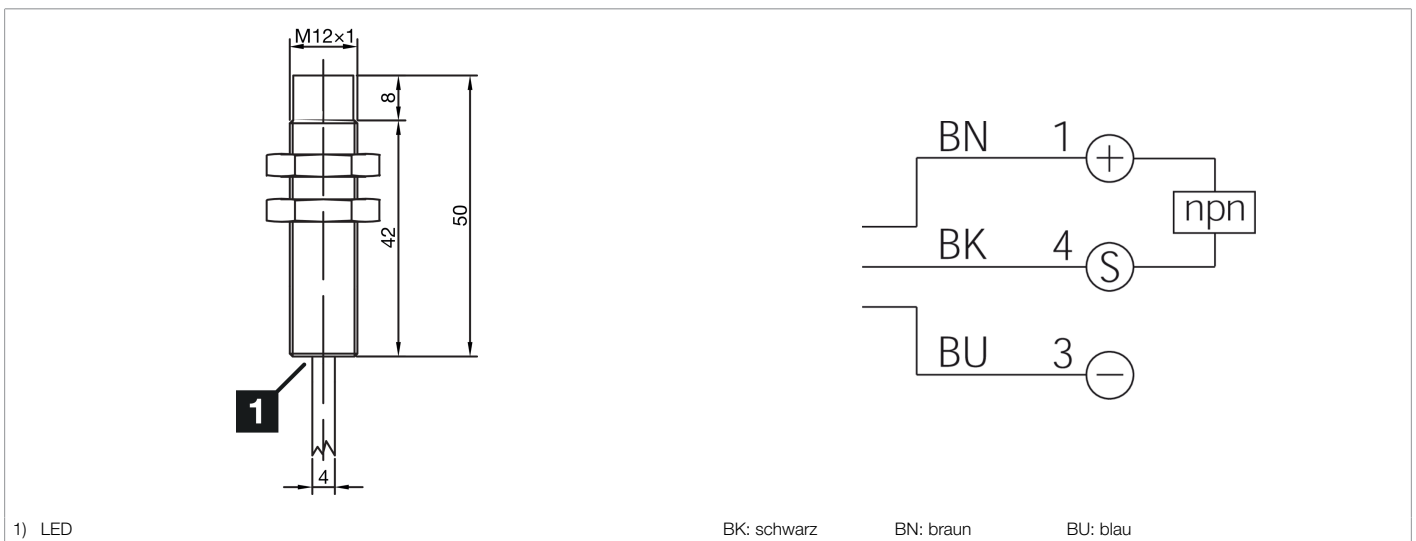 M12×1
8
42
50
1
4
BN 1 +
npn
BK 4 S
BU 3 −
1) LED
BK: schwarz BN: braun BU: blau